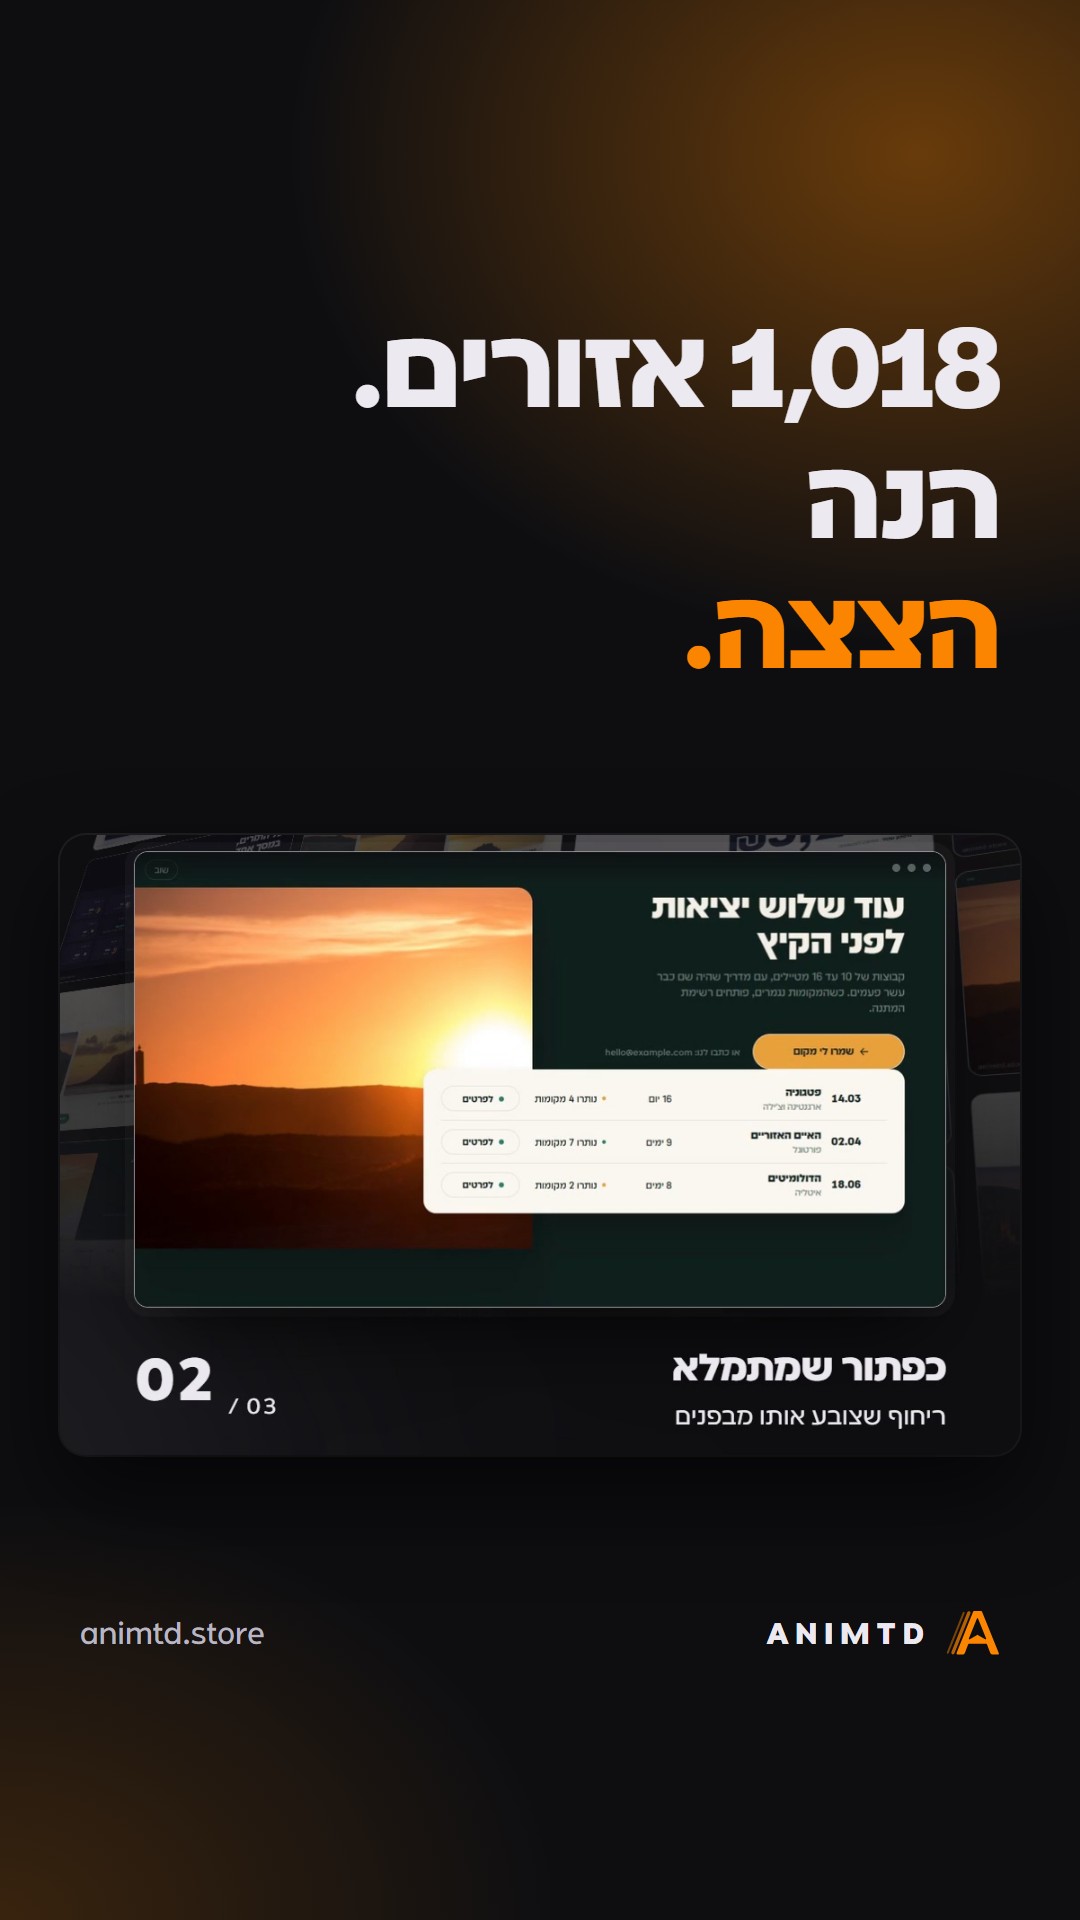 1,018 אזורים.
הנה
הצצה.
שוב
עוד שלוש יציאות
לפני הקיץ
קבוצות של 10 עד 16 מטיילים, עם מדריך שהיה שם כבר
עשר פעמים. כשהמקומות נגמרים, פותחים רשימת
המתנה.
שמרו לי מקום ←
או כתבו לנו: hello@example.com
14.03 פטגוניה 16 יום נותרו 4 מקומות לפרטים
ארגנטינה וצ'ילה
02.04 האיים האזוריים 9 ימים נותרו 7 מקומות לפרטים
פורטוגל
18.06 הדולומיטים 8 ימים נותרו 2 מקומות לפרטים
איטליה
כפתור שמתמלא
ריחוף שצובע אותו מבפנים
02 / 03
ANIMTD
animtd.store